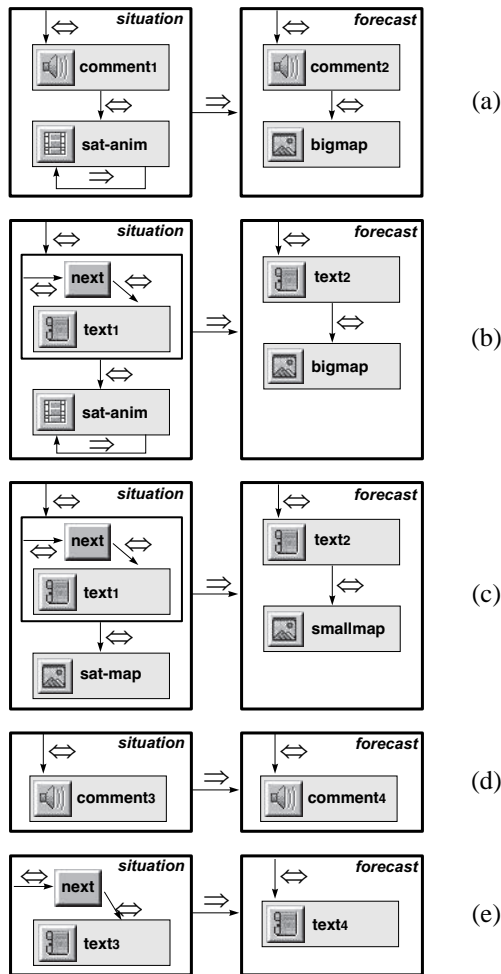 situation forecast
comment1 comment2
(a)
sat-anim bigmap
situation forecast
next
text2
text1
(b)
bigmap
sat-anim
situation forecast
next text2
text1
(c)
smallmap
sat-map
situation forecast
comment3 comment4
(d)
situation forecast
next
text4
(e)
text3